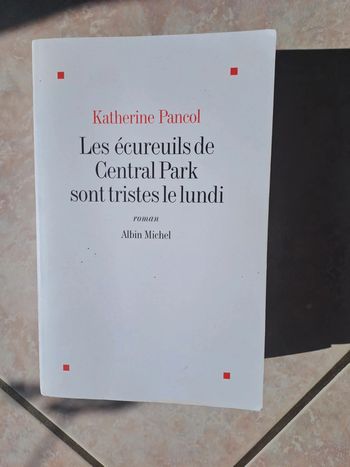 Katherine Pancol
Les écureuils de
Central Park
sont tristes le lundi
roman
Albin Michel